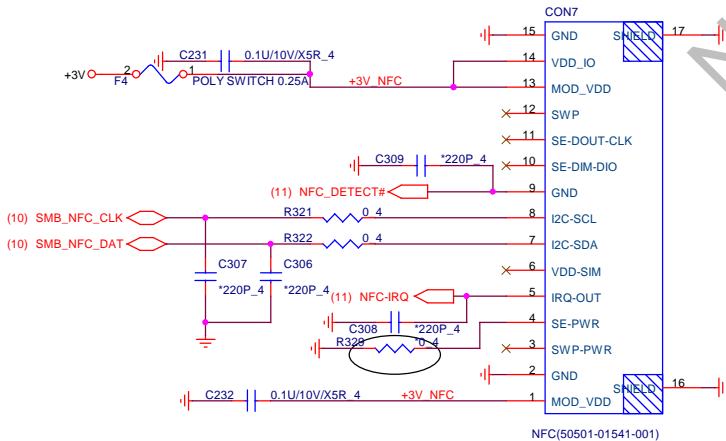 CON7
15 GND SHIELD 17
C231 0.1U/10V/X5R_4
14 VDD_IO
+3V 2 F4 1 POLY SWITCH 0.25A +3V_NFC 13 MOD_VDD
12 SWP
11 SE-DOUT-CLK
C309 *220P_4 10 SE-DIM-DIO
(11) NFC_DETECT# 9 GND
(10) SMB_NFC_CLK R321 0_4 8 I2C-SCL
(10) SMB_NFC_DAT R322 0_4 7 I2C-SDA
C307 C306 6 VDD-SIM
*220P_4 *220P_4 (11) NFC-IRQ 5 IRQ-OUT
C308 *220P_4 4 SE-PWR
R329 *0_4 3 SWP-PWR
2 GND
SHIELD 16
C232 0.1U/10V/X5R_4 +3V_NFC 1 MOD_VDD
NFC(50501-01541-001)